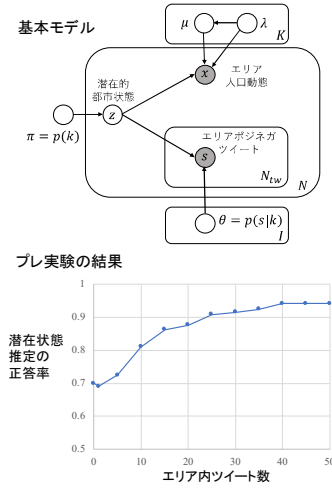 基本モデル
μ
λ
K
潜在的
都市状態
x
エリア
人口動態
π = p(k)
z
エリアポジネガ
ツイート
s
N_tw
N
θ = p(s|k)
I
プレ実験の結果
潜在状態
推定の
正答率
1
0.9
0.8
0.7
0.6
0.5
0
10
20
30
40
50
エリア内ツイート数